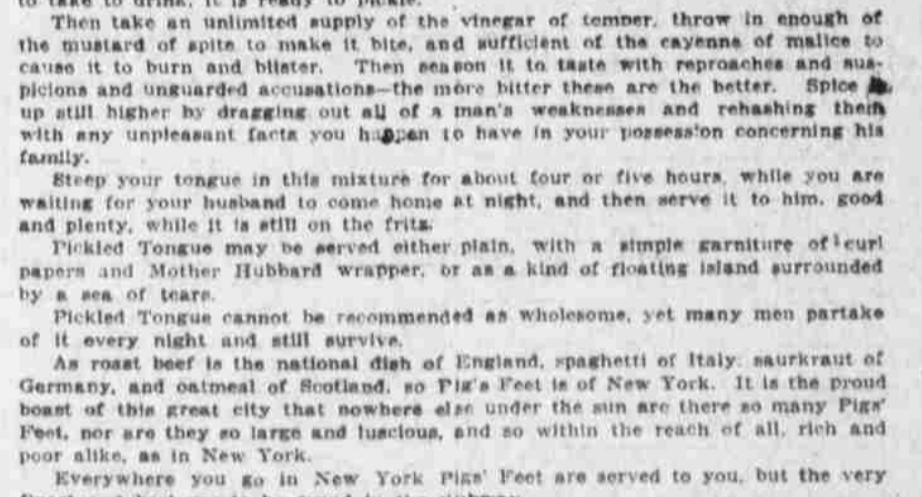 to take to drink, it is ready to pickle.
Then take an unlimited supply of the vinegar of temper, throw in enough of
the mustard of spite to make it bite, and sufficient of the cayenne of malice to
cause it to burn and blister. Then season it to taste with reproaches and sus-
picions and unguarded accusations—the more bitter these are the better. Spice
up still higher by dragging out all of a man's weaknesses and rehashing them
with any unpleasant facts you happen to have in your possession concerning his
family.
Steep your tongue in this mixture for about four or five hours, while you are
waiting for your husband to come home at night, and then serve it to him, good
and plenty, while it is still on the fritz.
Pickled Tongue may be served either plain, with a simple garniture of curl
papers and Mother Hubbard wrapper, or as a kind of floating island surrounded
by a sea of tears.
Pickled Tongue cannot be recommended as wholesome, yet many men partake
of it every night and still survive.
As roast beef is the national dish of England, spaghetti of Italy, saurkraut of
Germany, and oatmeal of Scotland, so Pig's Feet is of New York. It is the proud
boast of this great city that nowhere else under the sun are there so many Pigs'
Feet, nor are they so large and luscious, and so within the reach of all, rich and
poor alike, as in New York.
Everywhere you go in New York Pigs' Feet are served to you, but the very